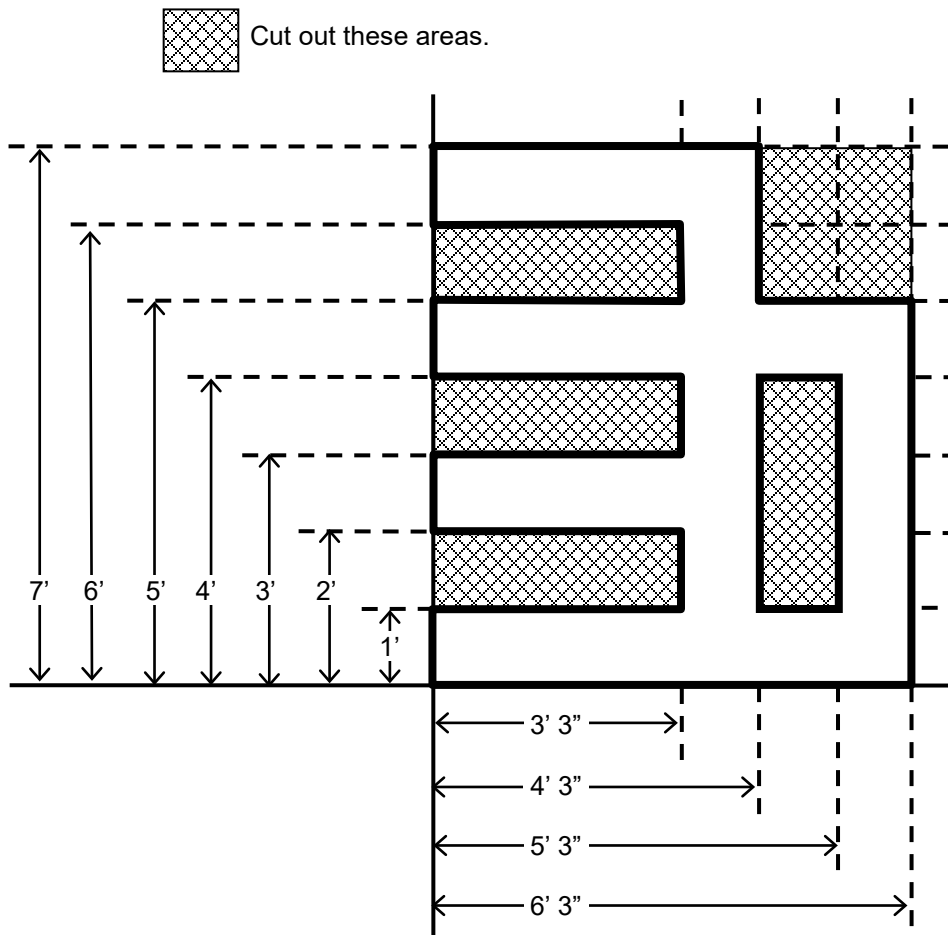 Cut out these areas.
7’ 6’ 5’ 4’ 3’ 2’
1’
3’ 3”
4’ 3”
5’ 3”
6’ 3”